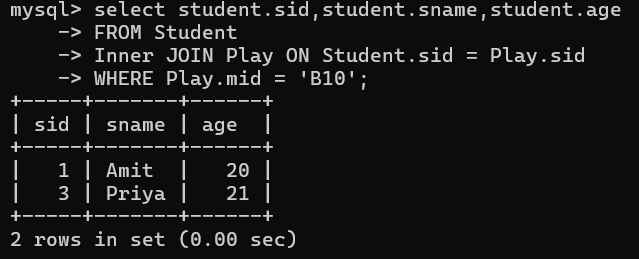 mysql> select student.sid,student.sname,student.age
    -> FROM Student
    -> Inner JOIN Play ON Student.sid = Play.sid
    -> WHERE Play.mid = 'B10';
+-----+-------+------+
| sid | sname | age  |
+-----+-------+------+
|   1 | Amit  |   20 |
|   3 | Priya |   21 |
+-----+-------+------+
2 rows in set (0.00 sec)